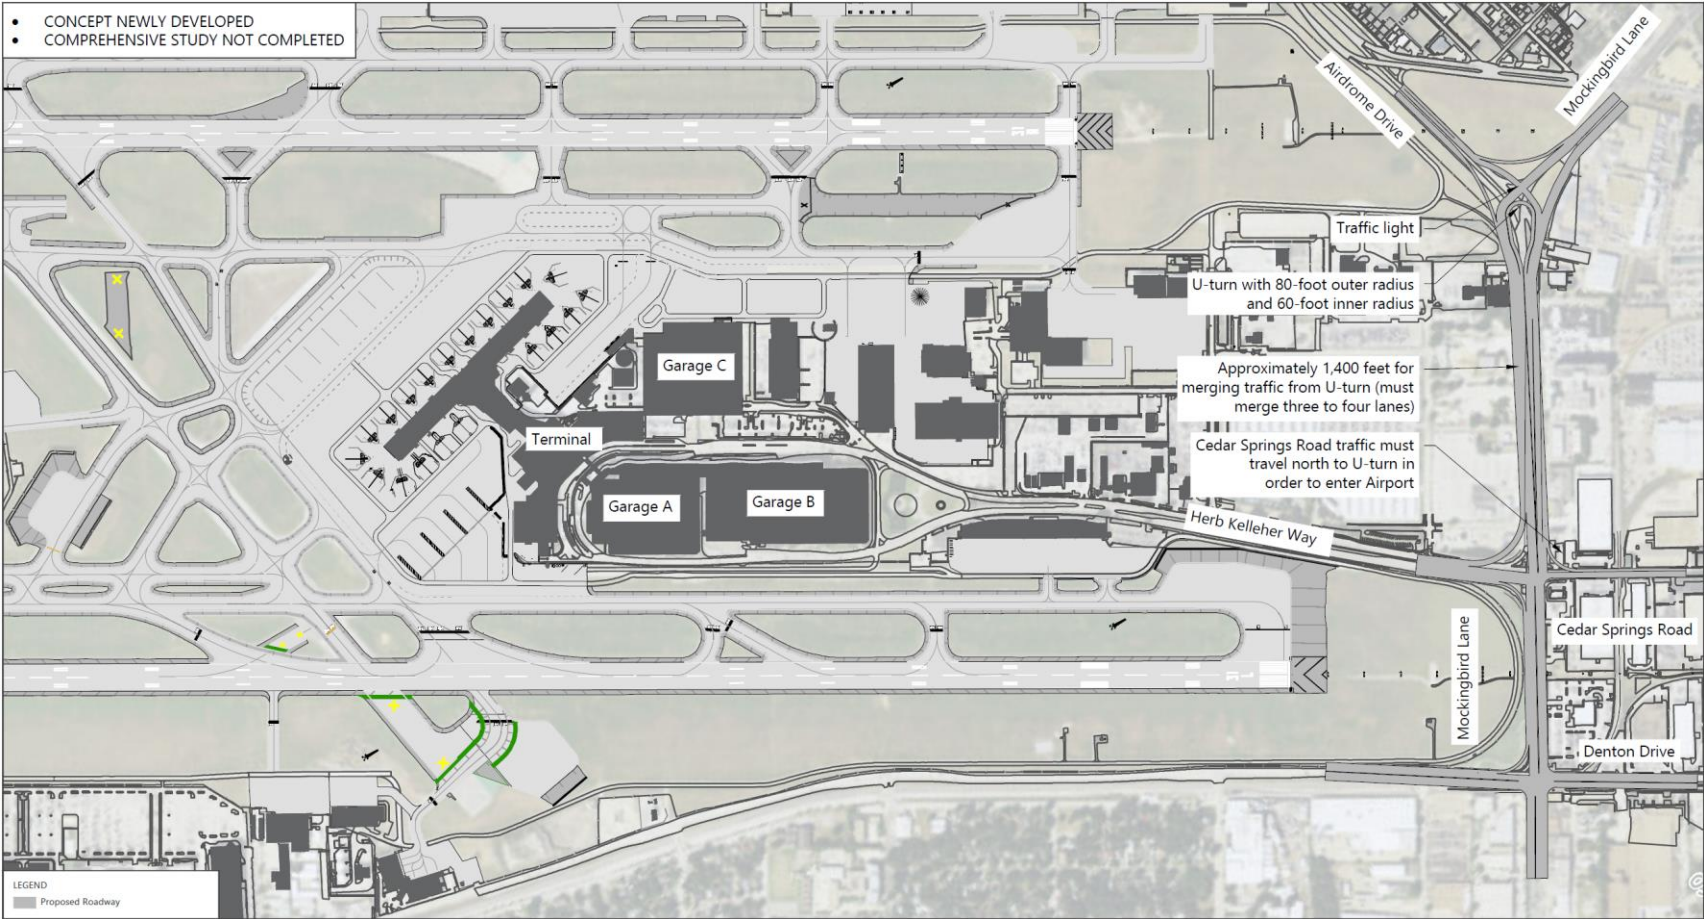 • CONCEPT NEWLY DEVELOPED
• COMPREHENSIVE STUDY NOT COMPLETED
Mockingbird Lane
Airdrome Drive
Traffic light
U-turn with 80-foot outer radius
and 60-foot inner radius
Garage C
Approximately 1,400 feet for
merging traffic from U-turn (must
merge three to four lanes)
Terminal
Cedar Springs Road traffic must
travel north to U-turn in
order to enter Airport
Garage A
Garage B
Herb Kelleher Way
Cedar Springs Road
Mockingbird Lane
Denton Drive
LEGEND
Proposed Roadway